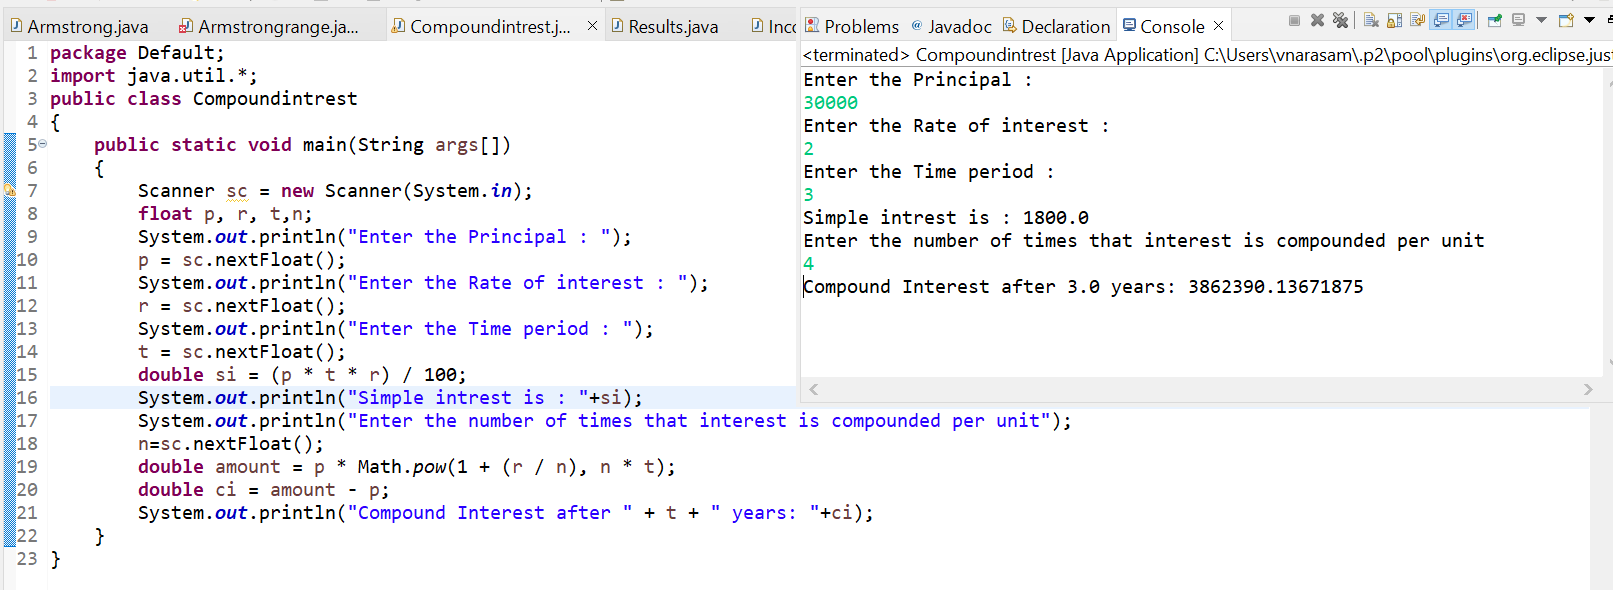 Armstrong.java Armstrongrange.ja... Compoundintrest.j... Results.java Inco
1 package Default;
2 import java.util.*;
3 public class Compoundintrest
4 {
5 public static void main(String args[])
6 {
7 Scanner sc = new Scanner(System.in);
8 float p, r, t,n;
9 System.out.println("Enter the Principal : ");
10 p = sc.nextFloat();
11 System.out.println("Enter the Rate of interest : ");
12 r = sc.nextFloat();
13 System.out.println("Enter the Time period : ");
14 t = sc.nextFloat();
15 double si = (p * t * r) / 100;
16 System.out.println("Simple intrest is : "+si);
17 System.out.println("Enter the number of times that interest is compounded per unit");
18 n=sc.nextFloat();
19 double amount = p * Math.pow(1 + (r / n), n * t);
20 double ci = amount - p;
21 System.out.println("Compound Interest after " + t + " years: "+ci);
22 }
23 }
Problems @ Javadoc Declaration Console
<terminated> Compoundintrest [Java Application] C:\Users\vnarasam\.p2\pool\plugins\org.eclipse.just
Enter the Principal :
30000
Enter the Rate of interest :
2
Enter the Time period :
3
Simple intrest is : 1800.0
Enter the number of times that interest is compounded per unit
4
Compound Interest after 3.0 years: 3862390.13671875